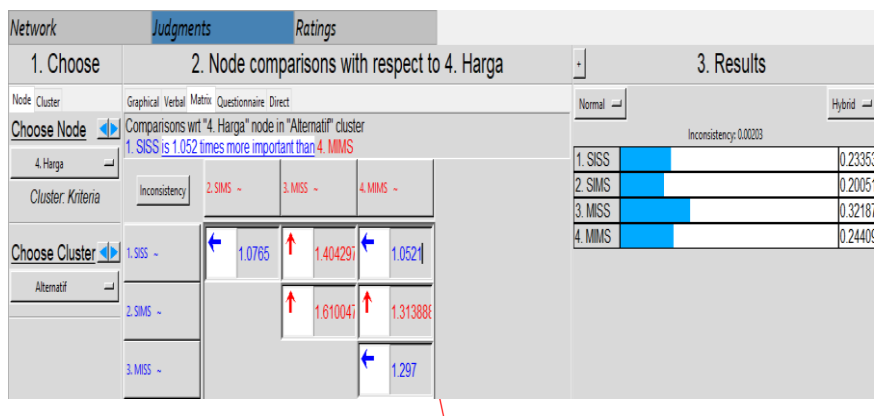 Network Judgments Ratings
1. Choose
2. Node comparisons with respect to 4. Harga
+ 3. Results
Node Cluster
Graphical Verbal Matrix Questionnaire Direct
Normal Hybrid
Choose Node
Comparisons wrt "4. Harga" node in "Alternatif" cluster
1. SISS is 1.052 times more important than 4. MIMS
Inconsistency: 0.00203
4. Harga
Cluster: Kriteria
Inconsistency 2. SIMS ~ 3. MISS ~ 4. MIMS ~
1. SISS 0.23353
2. SIMS 0.20051
3. MISS 0.32187
4. MIMS 0.24409
Choose Cluster
Alternatif
1. SISS ~ 1.0765 1.404297 1.0521
2. SIMS ~ 1.610047 1.313888
3. MISS ~ 1.297